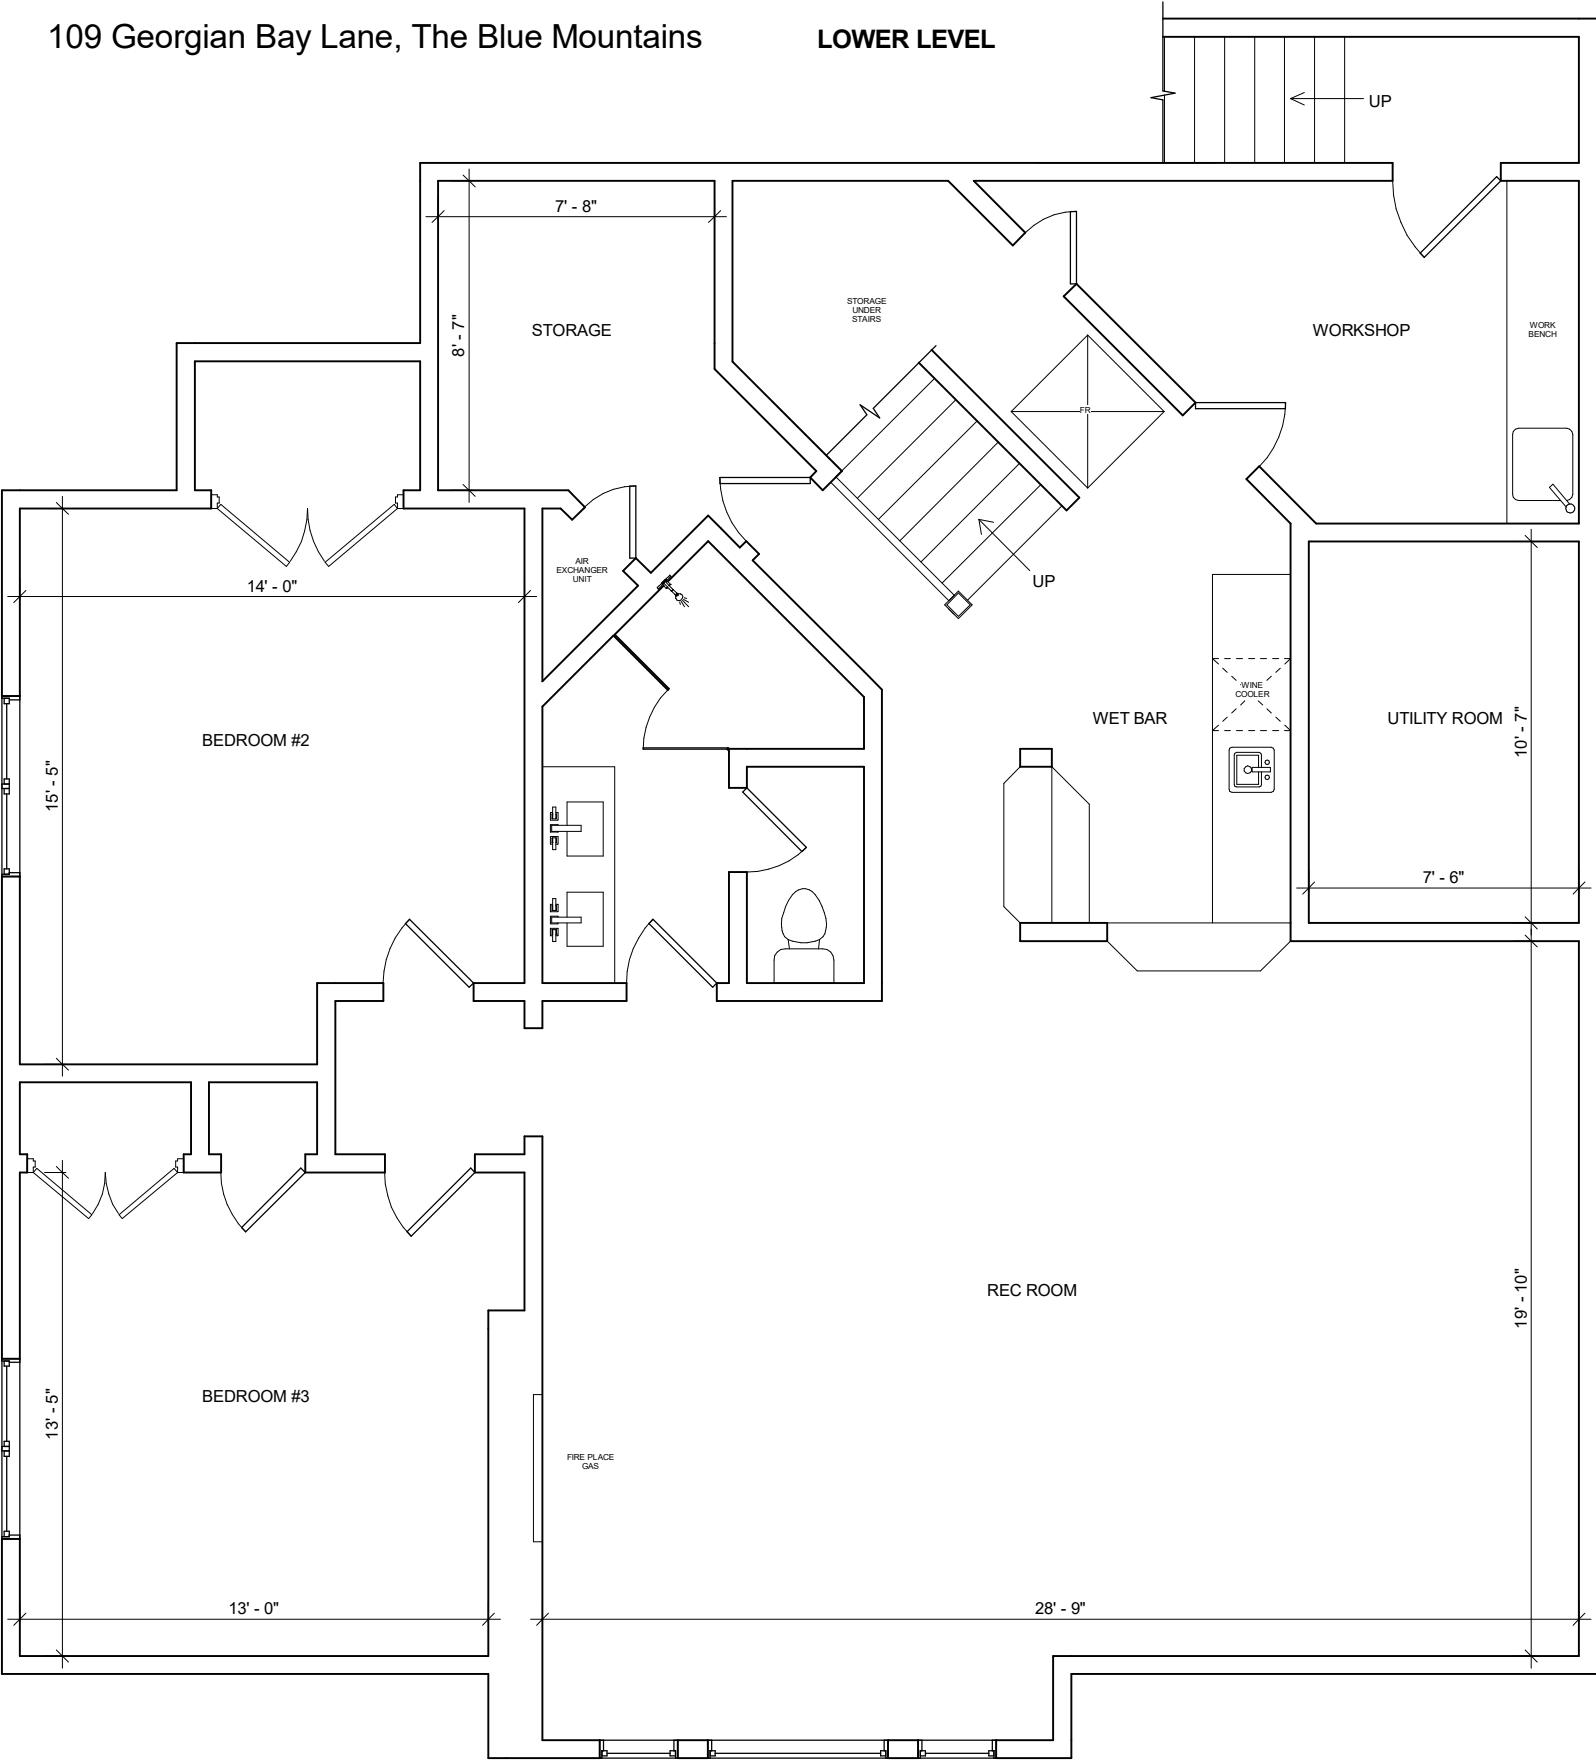 109 Georgian Bay Lane, The Blue Mountains
LOWER LEVEL
UP
7' - 8"
8' - 7"
STORAGE
STORAGE
UNDER
STAIRS
WORKSHOP
WORK
BENCH
FR
AIR
EXCHANGER
UNIT
UP
14' - 0"
BEDROOM #2
15' - 5"
WINE
COOLER
WET BAR
UTILITY ROOM
10' - 7"
7' - 6"
REC ROOM
19' - 10"
BEDROOM #3
13' - 5"
FIRE PLACE
GAS
13' - 0"
28' - 9"